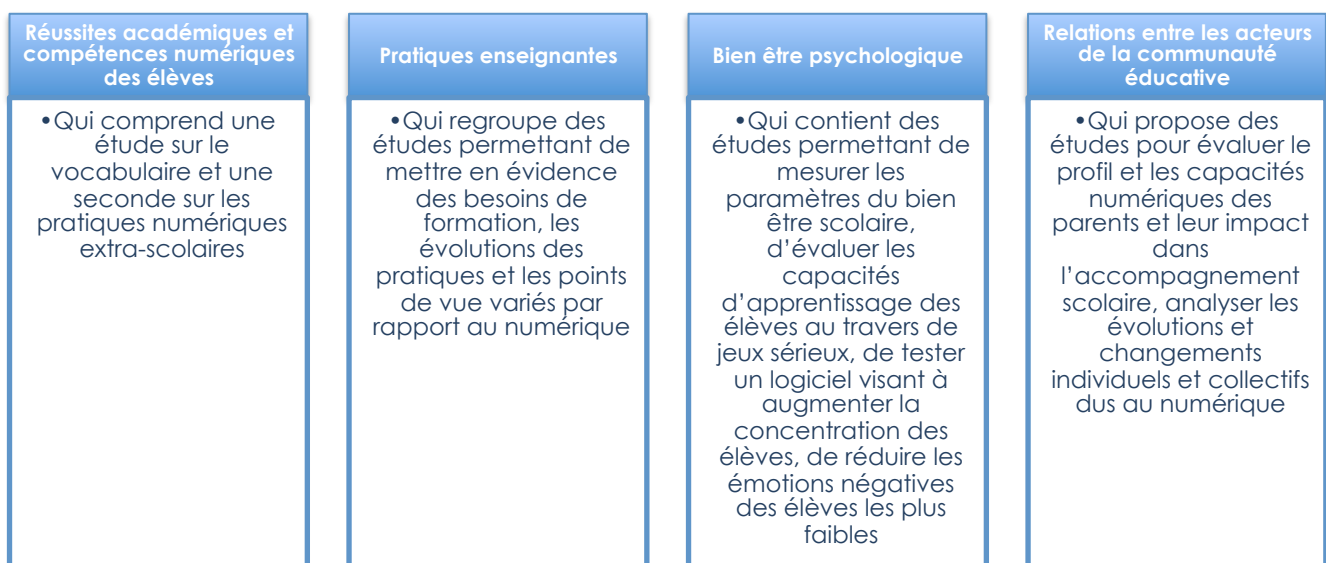 Réussites académiques et
compétences numériques
des élèves
•Qui comprend une
étude sur le
vocabulaire et une
seconde sur les
pratiques numériques
extra-scolaires
Pratiques enseignantes
•Qui regroupe des
études permettant de
mettre en évidence
des besoins de
formation, les
évolutions des
pratiques et les points
de vue variés par
rapport au numérique
Bien être psychologique
•Qui contient des
études permettant de
mesurer les
paramètres du bien
être scolaire,
d’évaluer les
capacités
d’apprentissage des
élèves au travers de
jeux sérieux, de tester
un logiciel visant à
augmenter la
concentration des
élèves, de réduire les
émotions négatives
des élèves les plus
faibles
Relations entre les acteurs
de la communauté
éducative
•Qui propose des
études pour évaluer le
profil et les capacités
numériques des
parents et leur impact
dans
l’accompagnement
scolaire, analyser les
évolutions et
changements
individuels et collectifs
dus au numérique